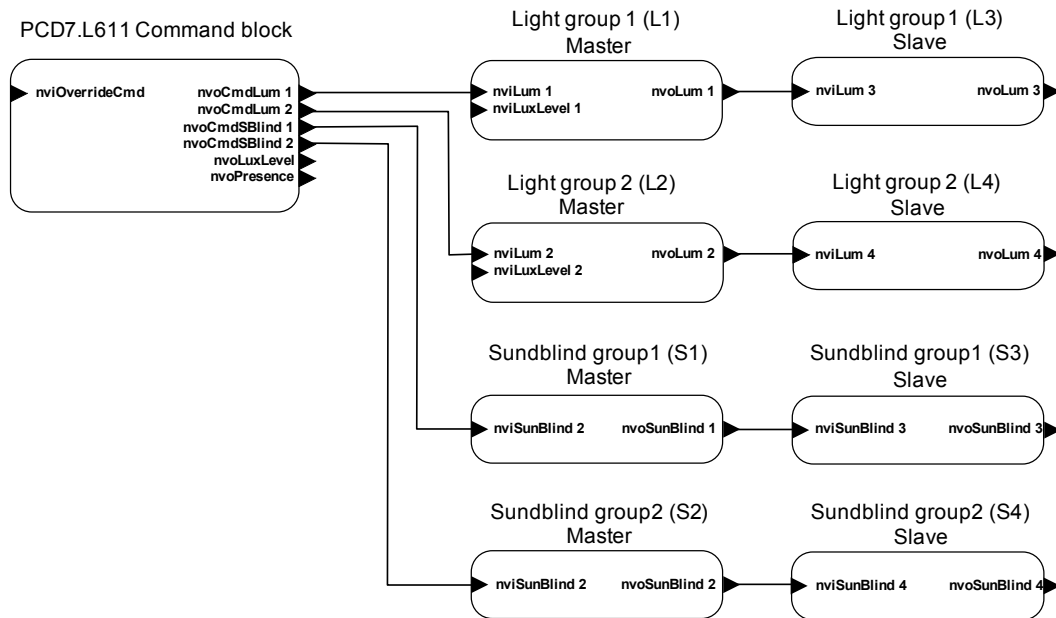 PCD7.L611 Command block
nviOverrideCmd
nvoCmdLum 1
nvoCmdLum 2
nvoCmdSBlind 1
nvoCmdSBlind 2
nvoLuxLevel
nvoPresence
Light group 1 (L1)
Master
nviLum 1
nvoLum 1
nviLuxLevel 1
Light group 1 (L3)
Slave
nviLum 3
nvoLum 3
Light group 2 (L2)
Master
nviLum 2
nvoLum 2
nviLuxLevel 2
Light group 2 (L4)
Slave
nviLum 4
nvoLum 4
Sundblind group1 (S1)
Master
nviSunBlind 2
nvoSunBlind 1
Sundblind group1 (S3)
Slave
nviSunBlind 3
nvoSunBlind 3
Sundblind group2 (S2)
Master
nviSunBlind 2
nvoSunBlind 2
Sundblind group2 (S4)
Slave
nviSunBlind 4
nvoSunBlind 4